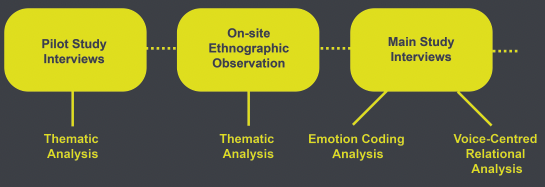 Pilot Study
Interviews
On-site
Ethnographic
Observation
Main Study
Interviews
Thematic
Analysis
Thematic
Analysis
Emotion Coding
Analysis
Voice-Centred
Relational
Analysis